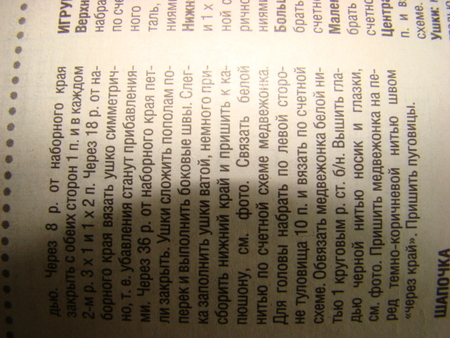 дью. Через 8 р. от наборного края
закрыть с обеих сторон 1 п. и в каждом
2-м р. 3 х 1 и 1 х 2 п. Через 18 р. от на-
борного края вязать ушко симметрич-
но, т. е. убавления станут прибавления-
ми. Через 36 р. от наборного края пет-
ли закрыть. Ушки сложить пополам по-
перек и выполнить боковые швы. Слег-
ка заполнить ушки ватой, немного при-
сборить нижний край и пришить к ка-
пюшону, см. фото. Связать белой
нитью по счетной схеме медвежонка.
Для головы набрать по левой сторо-
не туловища 10 п. и вязать по счетной
схеме. Обвязать медвежонка белой ни-
тью 1 круговым р. ст. б/н. Вышить гла-
дью черной нитью носик и глазки,
см. фото. Пришить медвежонка на пе-
ред темно-коричневой нитью швом
«через край». Пришить пуговицы.
ШАПОЧКА